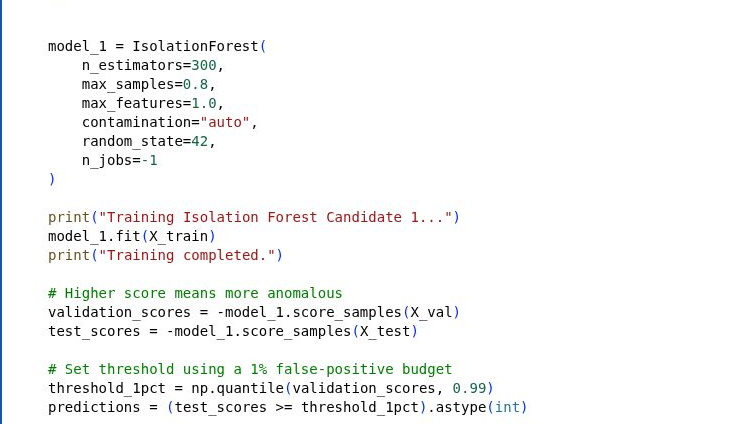 model_1 = IsolationForest(
    n_estimators=300,
    max_samples=0.8,
    max_features=1.0,
    contamination="auto",
    random_state=42,
    n_jobs=-1
)
print("Training Isolation Forest Candidate 1...")
model_1.fit(X_train)
print("Training completed.")
# Higher score means more anomalous
validation_scores = -model_1.score_samples(X_val)
test_scores = -model_1.score_samples(X_test)
# Set threshold using a 1% false-positive budget
threshold_1pct = np.quantile(validation_scores, 0.99)
predictions = (test_scores >= threshold_1pct).astype(int)